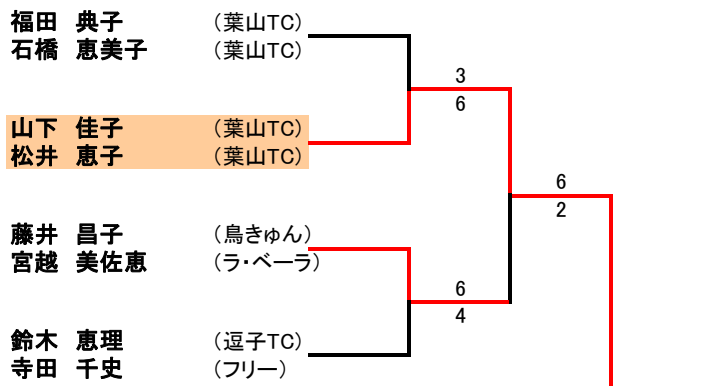 福田 典子 （葉山TC）
石橋 恵美子 （葉山TC）
3
6
山下 佳子 （葉山TC）
松井 恵子 （葉山TC）
6
2
藤井 昌子 （鳥きゅん）
宮越 美佐恵 （ラ・ベーラ）
6
4
鈴木 恵理 （逗子TC）
寺田 千史 （フリー）